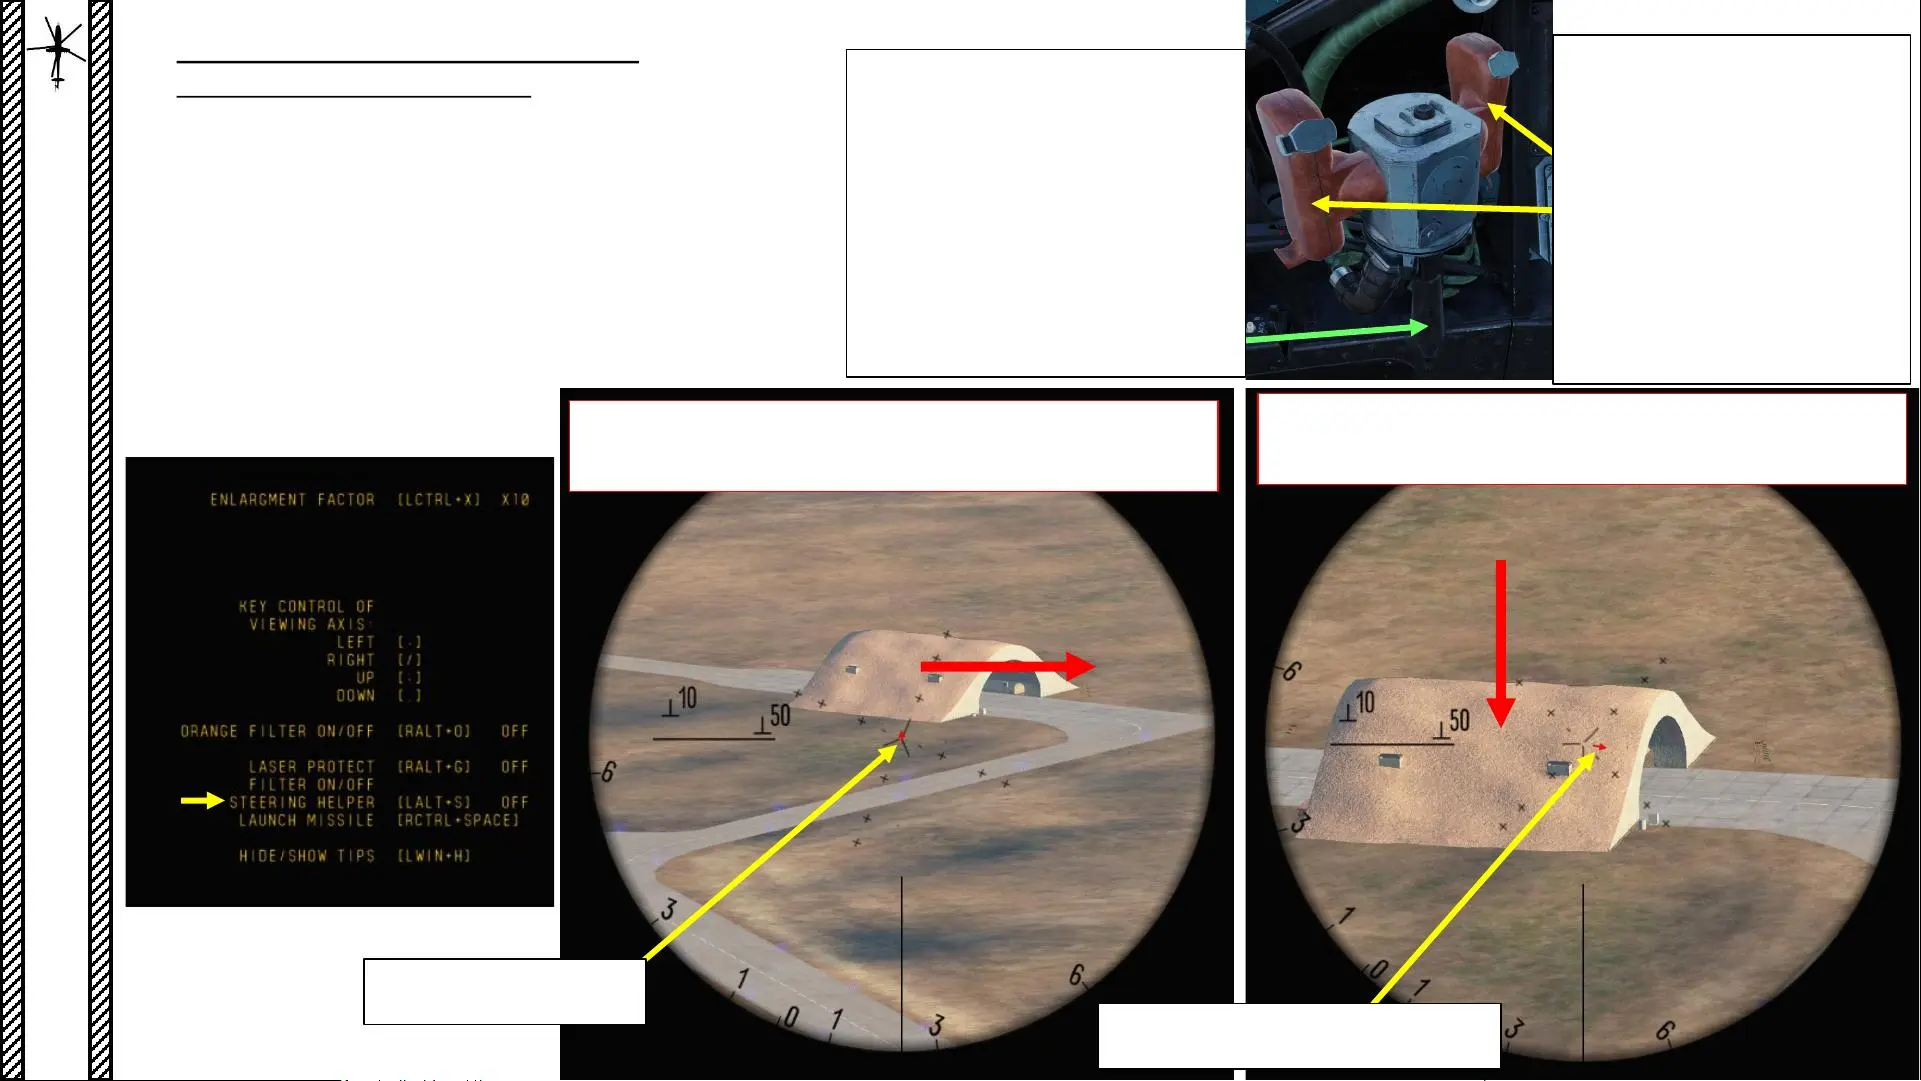 ENLARGMENT FACTOR [LCTRL+X] X10
KEY CONTROL OF
VIEWING AXIS:
LEFT [,]
RIGHT [/]
UP [;]
DOWN [.]
ORANGE FILTER ON/OFF [RALT+O] OFF
LASER PROTECT [RALT+G] OFF
FILTER ON/OFF
STEERING HELPER [LALT+S] OFF
LAUNCH MISSILE [RCTRL+SPACE]
HIDE/SHOW TIPS [LWIN+H]
10
50
6
3
1
0
1
3
6
6
10
50
3
1
0
1
3
6